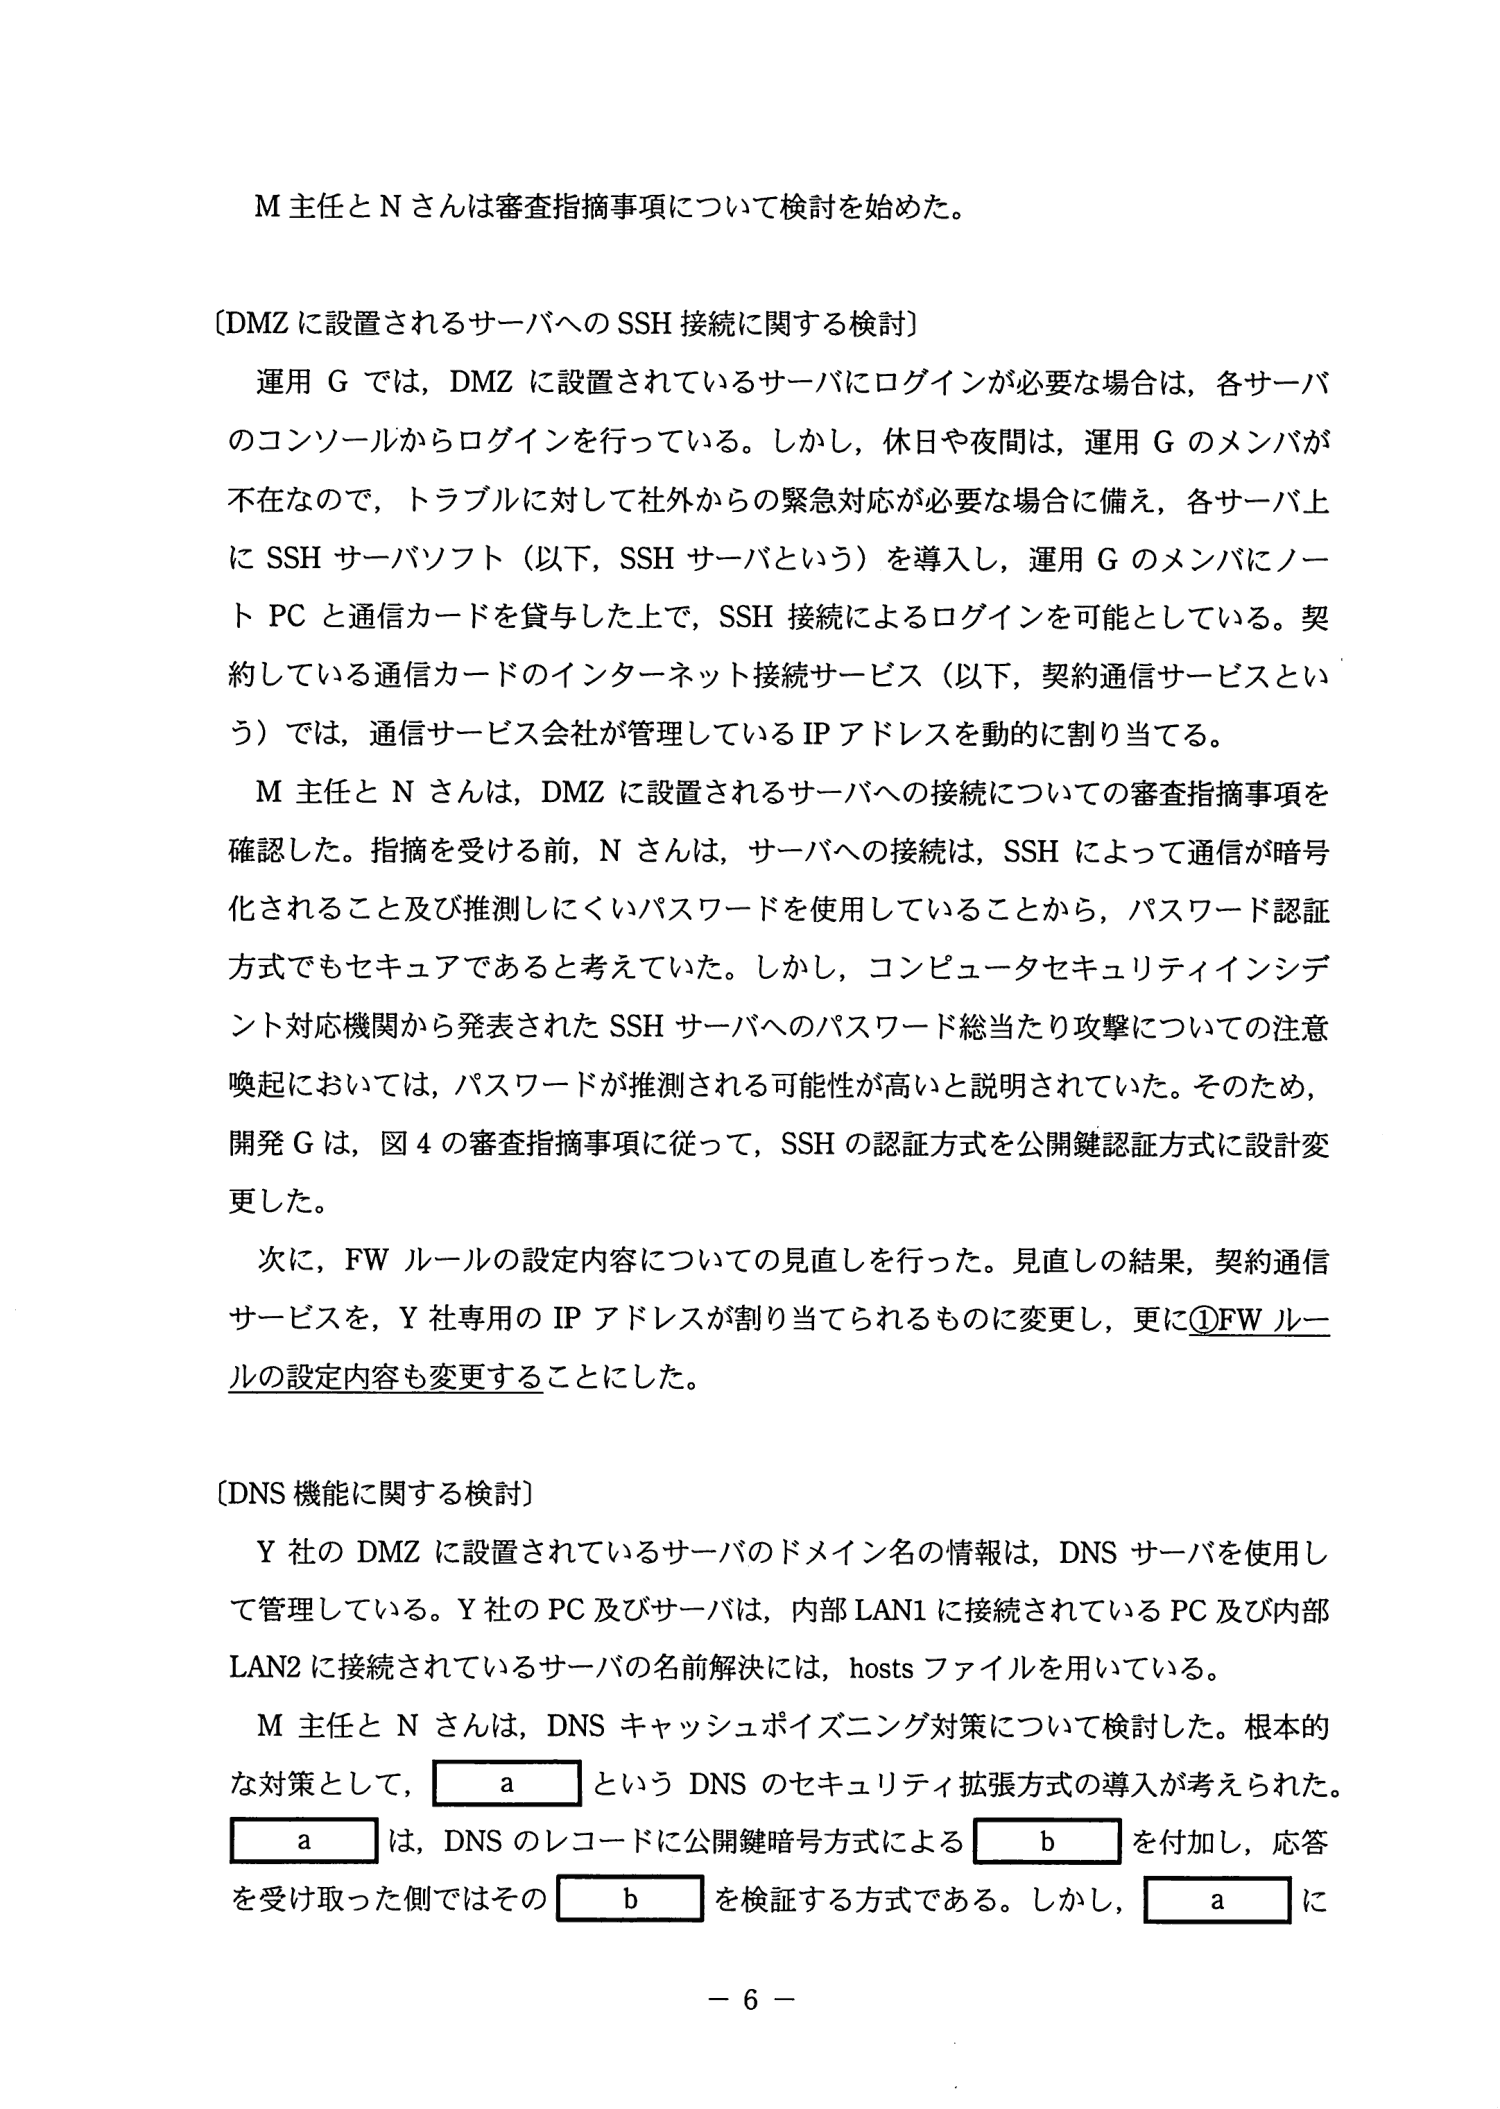 M 主任と N さんは審査指摘事項について検討を始めた。
〔DMZ に設置されるサーバへの SSH 接続に関する検討〕
運用 G では，DMZ に設置されているサーバにログインが必要な場合は，各サーバ
のコンソールからログインを行っている。しかし，休日や夜間は，運用 G のメンバが
不在なので，トラブルに対して社外からの緊急対応が必要な場合に備え，各サーバ上
に SSH サーバソフト（以下，SSH サーバという）を導入し，運用 G のメンバにノー
ト PC と通信カードを貸与した上で，SSH 接続によるログインを可能としている。契
約している通信カードのインターネット接続サービス（以下，契約通信サービスとい
う）では，通信サービス会社が管理している IP アドレスを動的に割り当てる。
M 主任と N さんは，DMZ に設置されるサーバへの接続についての審査指摘事項を
確認した。指摘を受ける前，N さんは，サーバへの接続は，SSH によって通信が暗号
化されること及び推測しにくいパスワードを使用していることから，パスワード認証
方式でもセキュアであると考えていた。しかし，コンピュータセキュリティインシデ
ント対応機関から発表された SSH サーバへのパスワード総当たり攻撃についての注意
喚起においては，パスワードが推測される可能性が高いと説明されていた。そのため，
開発 G は，図 4 の審査指摘事項に従って，SSH の認証方式を公開鍵認証方式に設計変
更した。
次に，FW ルールの設定内容についての見直しを行った。見直しの結果，契約通信
サービスを，Y 社専用の IP アドレスが割り当てられるものに変更し，更に①FW ルー
ルの設定内容も変更することにした。
〔DNS 機能に関する検討〕
Y 社の DMZ に設置されているサーバのドメイン名の情報は，DNS サーバを使用し
て管理している。Y 社の PC 及びサーバは，内部 LAN1 に接続されている PC 及び内部
LAN2 に接続されているサーバの名前解決には，hosts ファイルを用いている。
M 主任と N さんは，DNS キャッシュポイズニング対策について検討した。根本的
な対策として， a という DNS のセキュリティ拡張方式の導入が考えられた。
a は，DNS のレコードに公開鍵暗号方式による b を付加し，応答
を受け取った側ではその b を検証する方式である。しかし， a に
－ 6 －